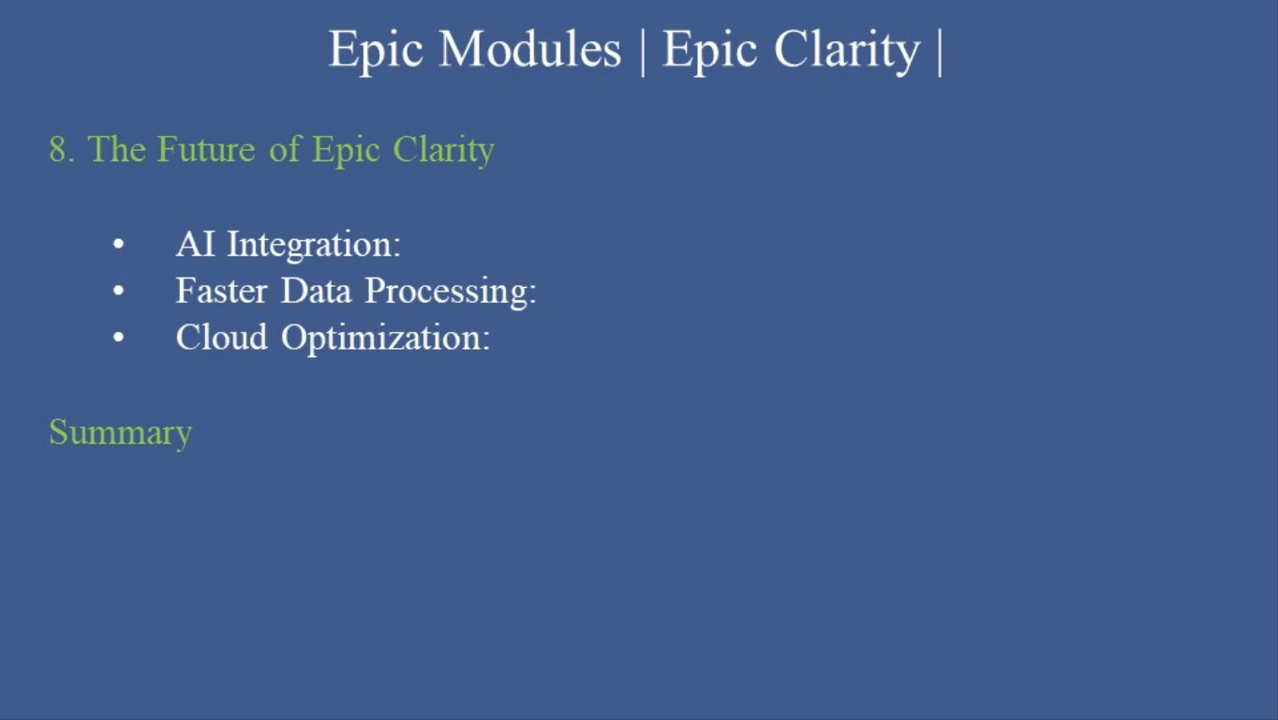 Epic Modules | Epic Clarity |
8. The Future of Epic Clarity
• AI Integration:
• Faster Data Processing:
• Cloud Optimization:
Summary